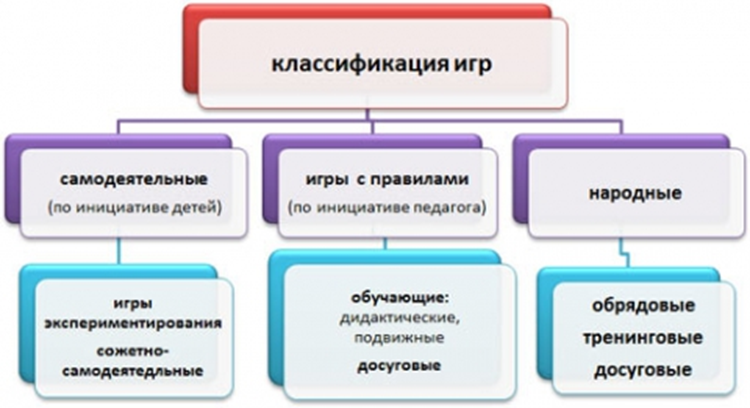 классификация игр
самодеятельные
(по инициативе детей)
игры с правилами
(по инициативе педагога)
народные
игры
экспериментирования
сожетно-
самодеятедльные
обучающие:
дидактические,
подвижные
досуговые
обрядовые
тренинговые
досуговые